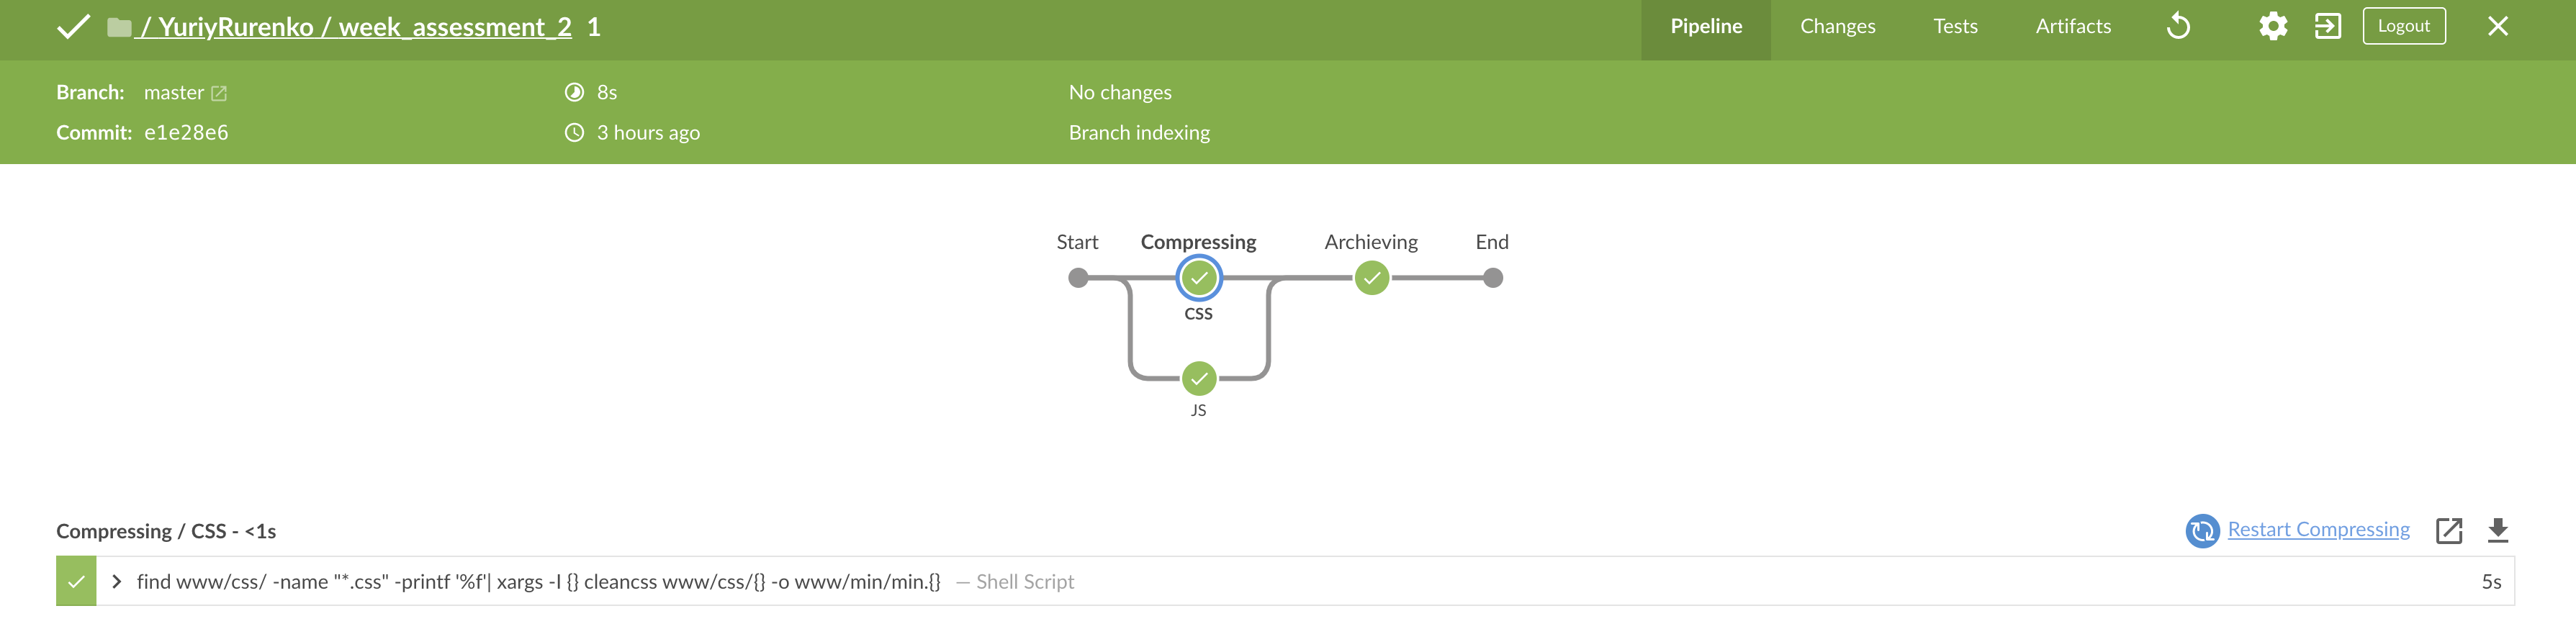 / YuriyRurenko / week_assessment_2 1 Pipeline Changes Tests Artifacts Logout
Branch: master 8s No changes
Commit: e1e28e6 3 hours ago Branch indexing
Start Compressing Archieving End
CSS
JS
Compressing / CSS - <1s Restart Compressing
find www/css/ -name "*.css" -printf '%f'| xargs -I {} cleancss www/css/{} -o www/min/min.{} — Shell Script 5s